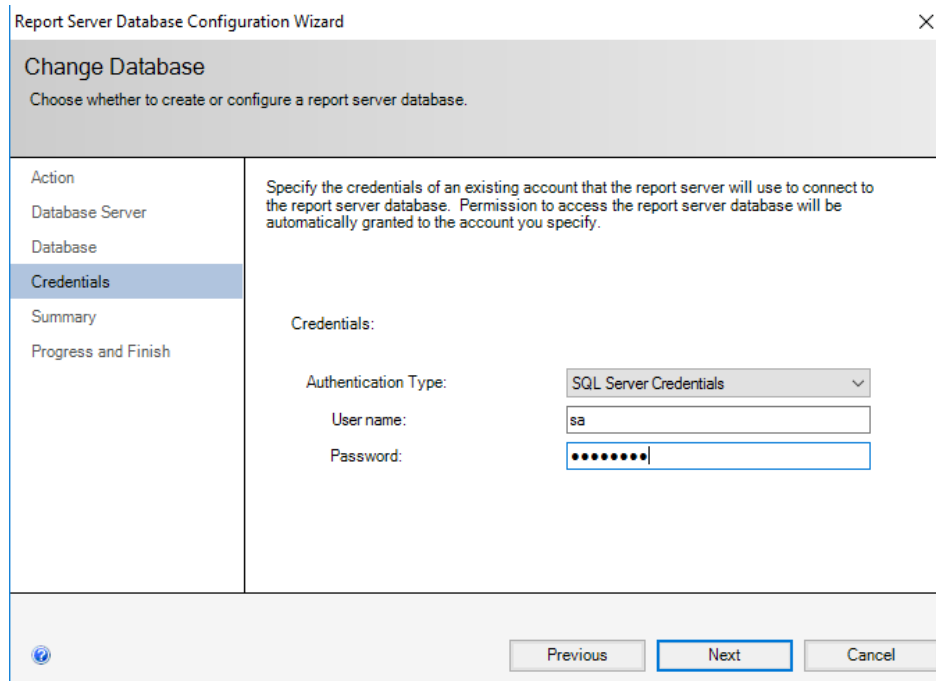 Report Server Database Configuration Wizard
Change Database
Choose whether to create or configure a report server database.
Action
Database Server
Database
Credentials
Summary
Progress and Finish
Specify the credentials of an existing account that the report server will use to connect to
the report server database. Permission to access the report server database will be
automatically granted to the account you specify.
Credentials:
Authentication Type: SQL Server Credentials
User name: sa
Password: ●●●●●●●●
Previous Next Cancel